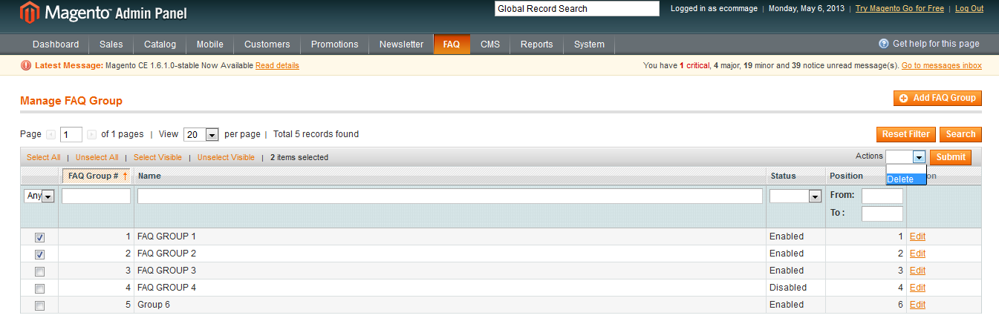 Magento™ Admin Panel
Global Record Search
Logged in as ecommage | Monday, May 6, 2013 | Try Magento Go for Free | Log Out
Dashboard Sales Catalog Mobile Customers Promotions Newsletter FAQ CMS Reports System Get help for this page
Latest Message: Magento CE 1.6.1.0-stable Now Available Read details You have 1 critical, 4 major, 19 minor and 39 notice unread message(s). Go to messages inbox
Manage FAQ Group Add FAQ Group
Page 1 of 1 pages | View 20 per page | Total 5 records found Reset Filter Search
Select All | Unselect All | Select Visible | Unselect Visible | 2 items selected Actions Submit
FAQ Group # Name Status Position on
Delete
Any From:
To :
1 FAQ GROUP 1 Enabled 1 Edit
2 FAQ GROUP 2 Enabled 2 Edit
3 FAQ GROUP 3 Enabled 3 Edit
4 FAQ GROUP 4 Disabled 4 Edit
5 Group 6 Enabled 6 Edit